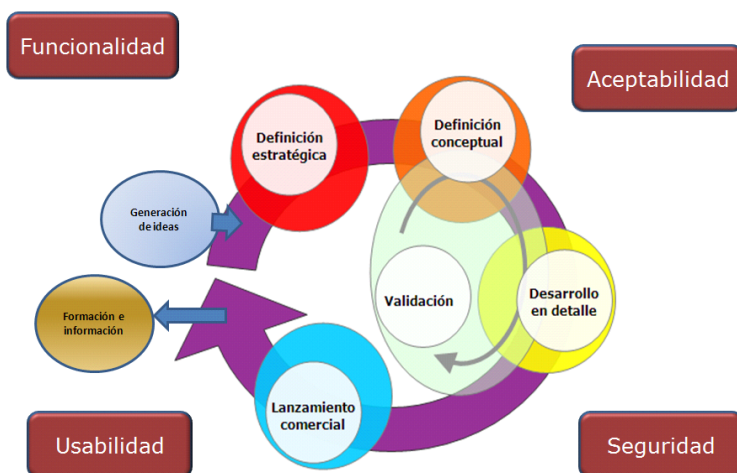 Funcionalidad
Aceptabilidad
Definición
estratégica
Definición
conceptual
Generación
de ideas
Validación
Desarrollo
en detalle
Formación e
información
Lanzamiento
comercial
Usabilidad
Seguridad